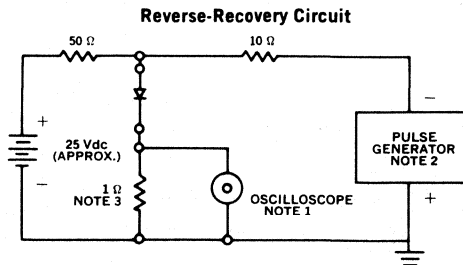 Reverse-Recovery Circuit
50 Ω
10 Ω
+
25 Vdc
(APPROX.)
−
1 Ω
NOTE 3
OSCILLOSCOPE
NOTE 1
−
PULSE
GENERATOR
NOTE 2
+